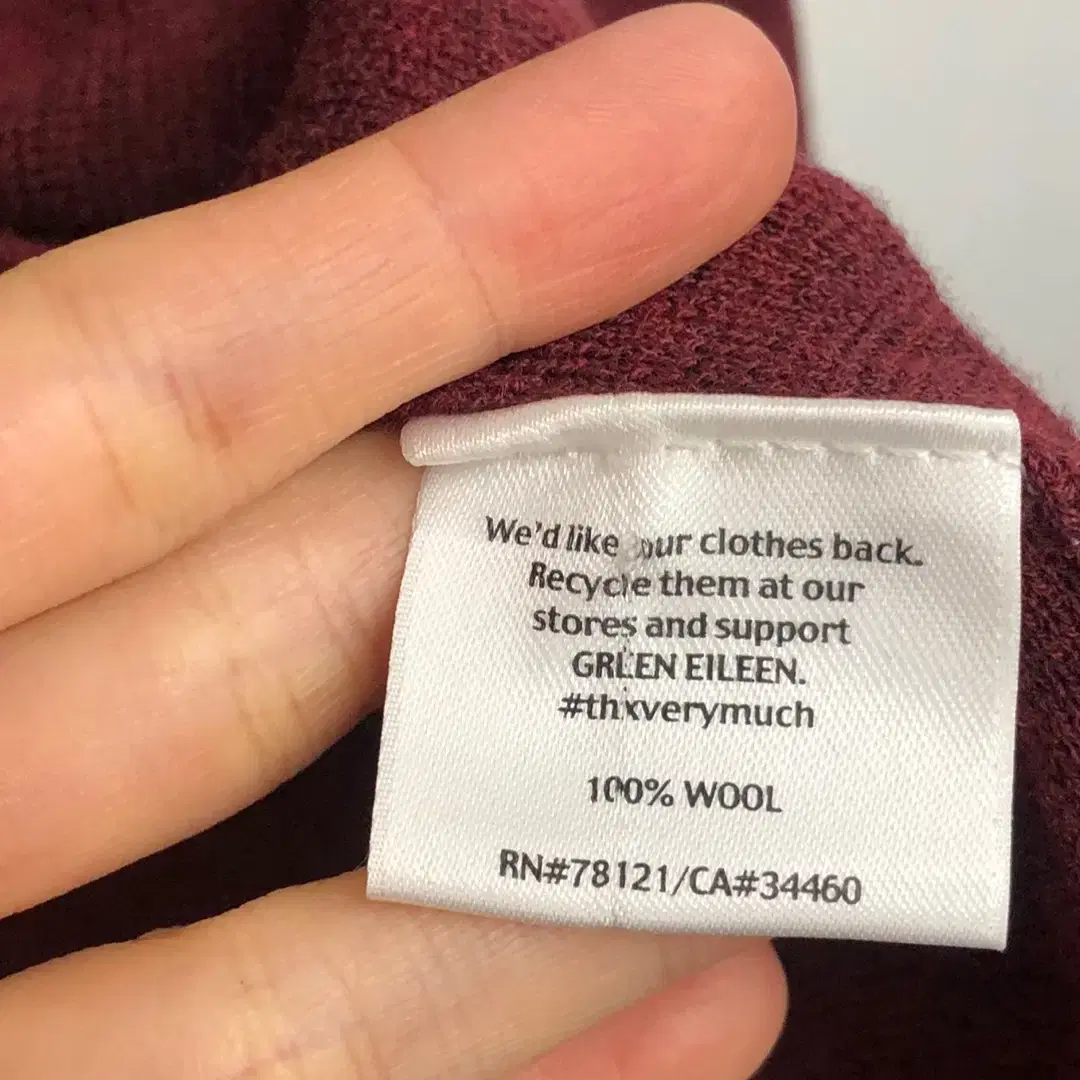 We'd like our clothes back.
Recycle them at our
stores and support
GREEN EILEEN.
#thxverymuch
100% WOOL
RN#78121/CA#34460